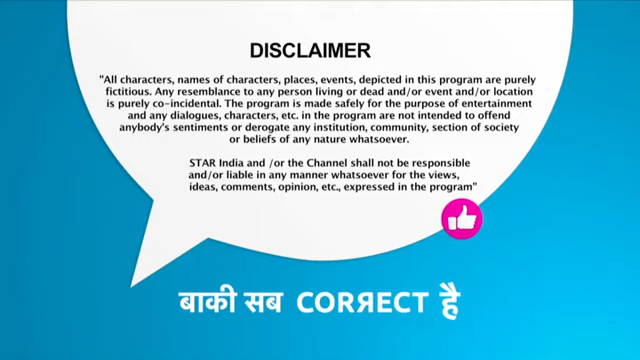 DISCLAIMER
"All characters, names of characters, places, events, depicted in this program are purely
fictitious. Any resemblance to any person living or dead and/or event and/or location
is purely co-incidental. The program is made safely for the purpose of entertainment
and any dialogues, characters, etc. in the program are not intended to offend
anybody's sentiments or derogate any institution, community, section of society
or beliefs of any nature whatsoever.
STAR India and /or the Channel shall not be responsible
and/or liable in any manner whatsoever for the views,
ideas, comments, opinion, etc., expressed in the program"
बाकी सब CORЯECT है